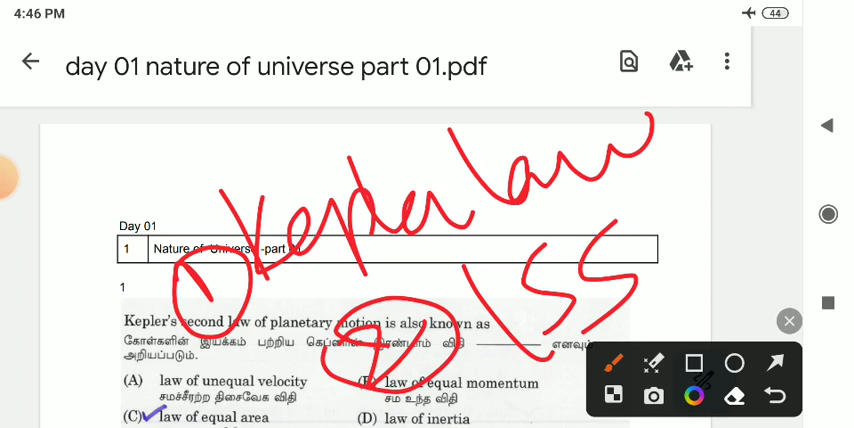 4:46 PM
44
day 01 nature of universe part 01.pdf
Kepler law
Day 01
1 Nature of Universe -part 01
1 ISS
1
2
Kepler's second law of planetary motion is also known as
கோள்களின் இயக்கம் பற்றிய கெப்ளரின் இரண்டாம் விதி ________ எனவும்
அறியப்படும்.
(A) law of unequal velocity (B) law of equal momentum
சமச்சீரற்ற திசைவேக விதி சம உந்த விதி
(C) law of equal area (D) law of inertia